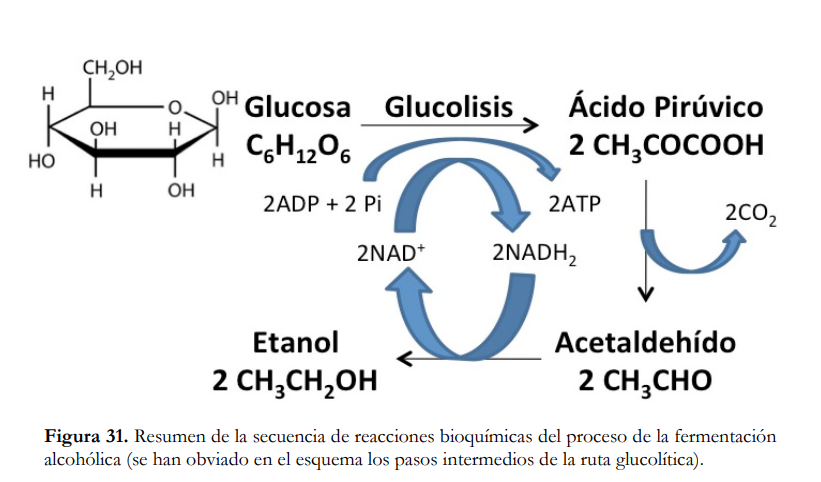 CH₂OH
H
O
OH
OH
H
HO
H
H
OH
Glucosa
C₆H₁₂O₆
Glucolisis
Ácido Pirúvico
2 CH₃COCOOH
2ADP + 2 Pi
2ATP
2CO₂
2NAD⁺
2NADH₂
Etanol
2 CH₃CH₂OH
Acetaldehído
2 CH₃CHO
Figura 31. Resumen de la secuencia de reacciones bioquímicas del proceso de la fermentación
alcohólica (se han obviado en el esquema los pasos intermedios de la ruta glucolítica).